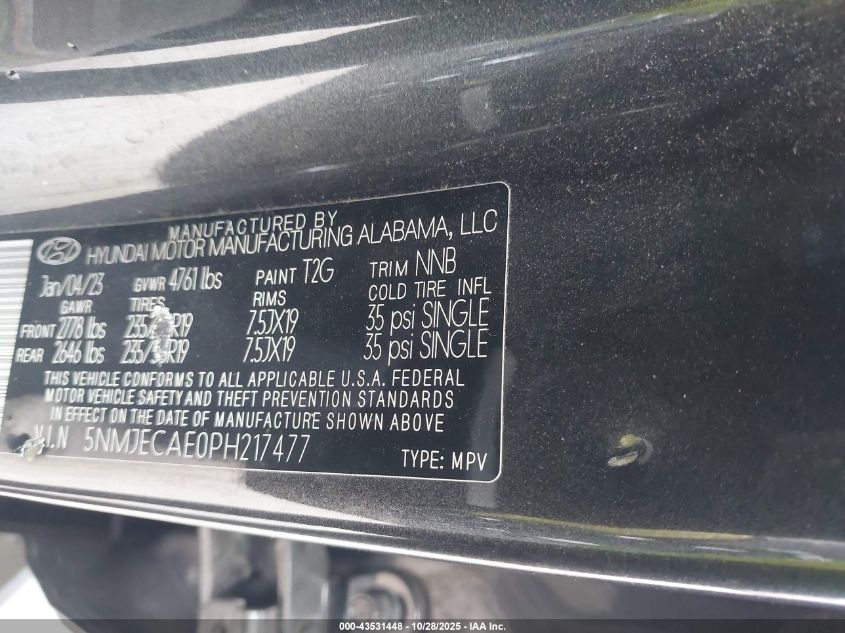 MANUFACTURED BY
HYUNDAI MOTOR MANUFACTURING ALABAMA, LLC
Jan/04/23 GVWR 4761 lbs PAINT T2G TRIM NNB
GAWR TIRES RIMS COLD TIRE INFL
FRONT 2778 lbs 7.5JX19 35 psi SINGLE
REAR 2646 lbs 7.5JX19 35 psi SINGLE
THIS VEHICLE CONFORMS TO ALL APPLICABLE U.S.A. FEDERAL
MOTOR VEHICLE SAFETY AND THEFT PREVENTION STANDARDS
IN EFFECT ON THE DATE OF MANUFACTURE SHOWN ABOVE
V.I.N 5NMJECAE0PH217477
TYPE: MPV
000-43531448 - 10/28/2025 - IAA Inc.